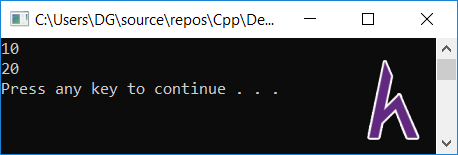 C:\Users\DG\source\repos\Cpp\De...
10
20
Press any key to continue . . .